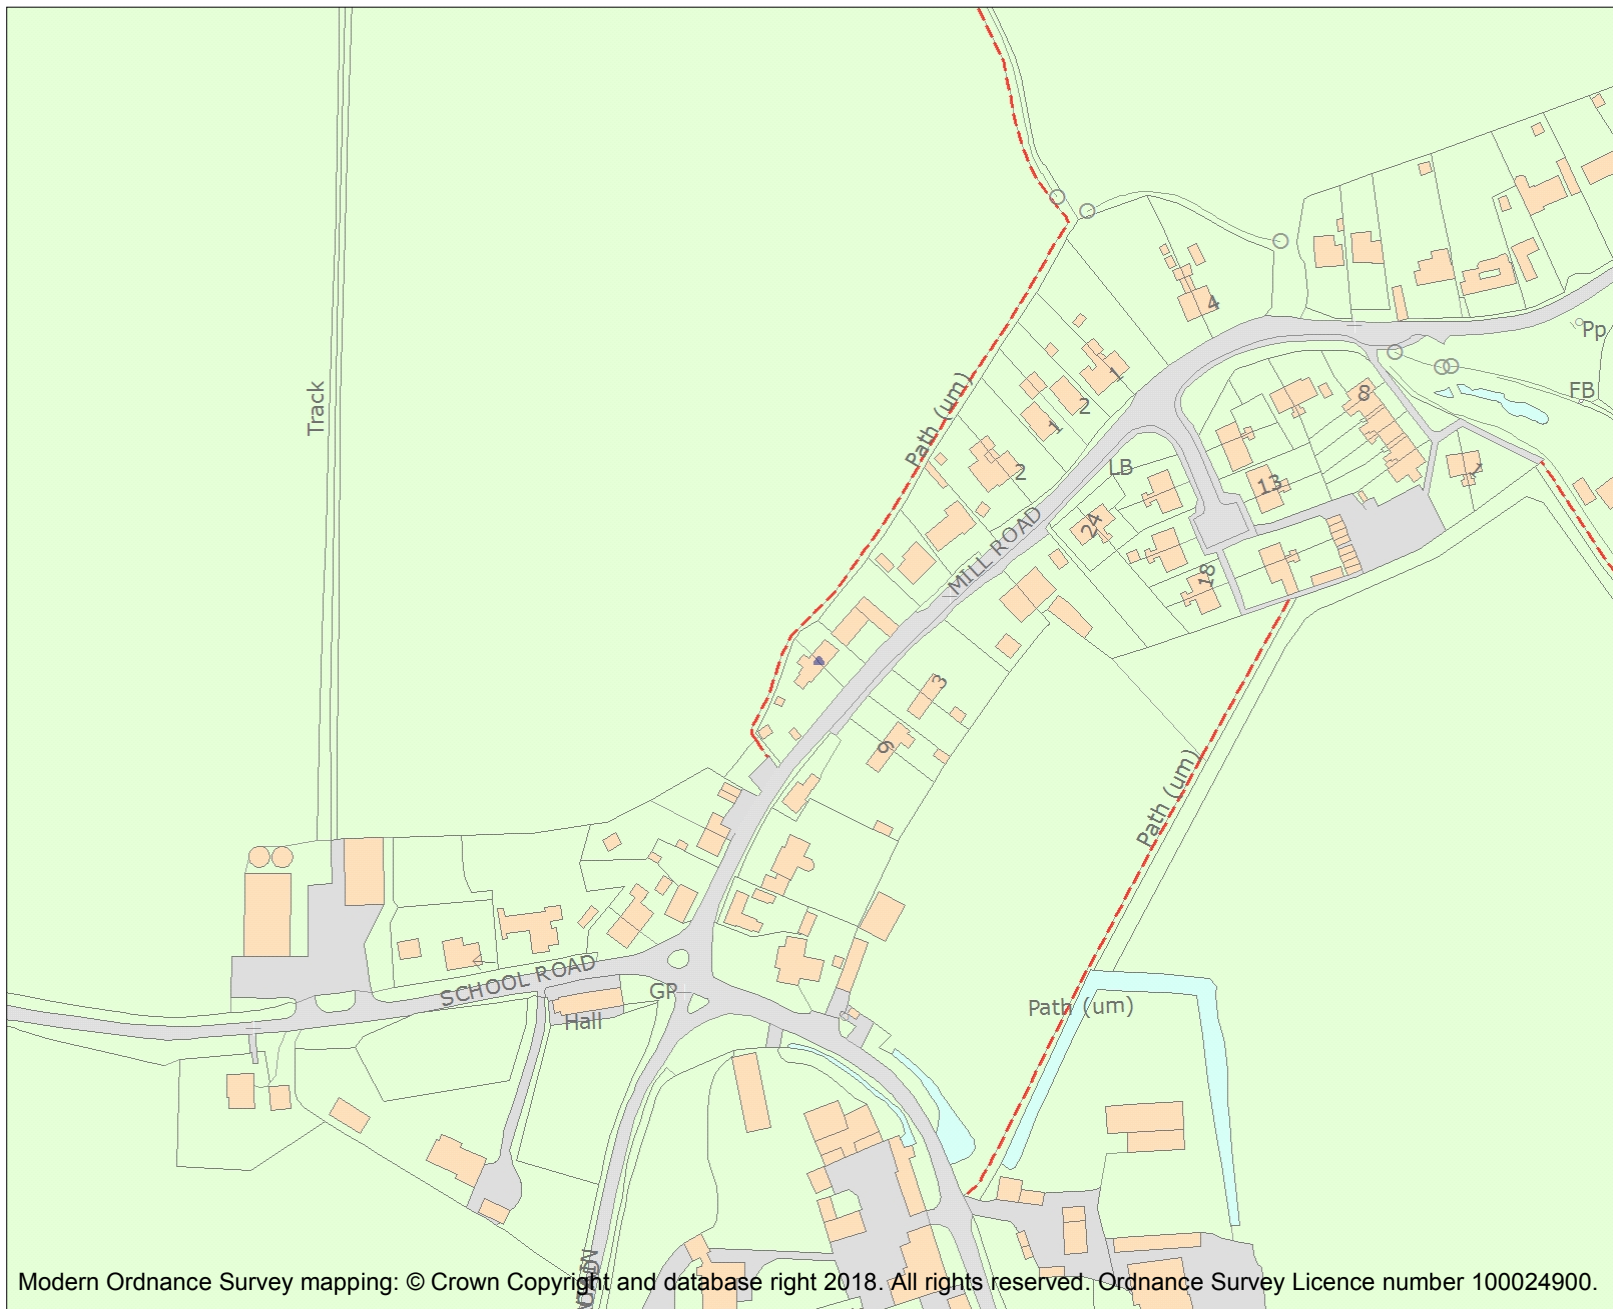 Pp
4
Track
1
FB
8
2
Path (um)
1
2
LB
13
1
24
MILL ROAD
18
3
9
Path (um)
SCHOOL ROAD
GP
Path (um)
Hall
Modern Ordnance Survey mapping: © Crown Copyright and database right 2018. All rights reserved. Ordnance Survey Licence number 100024900.